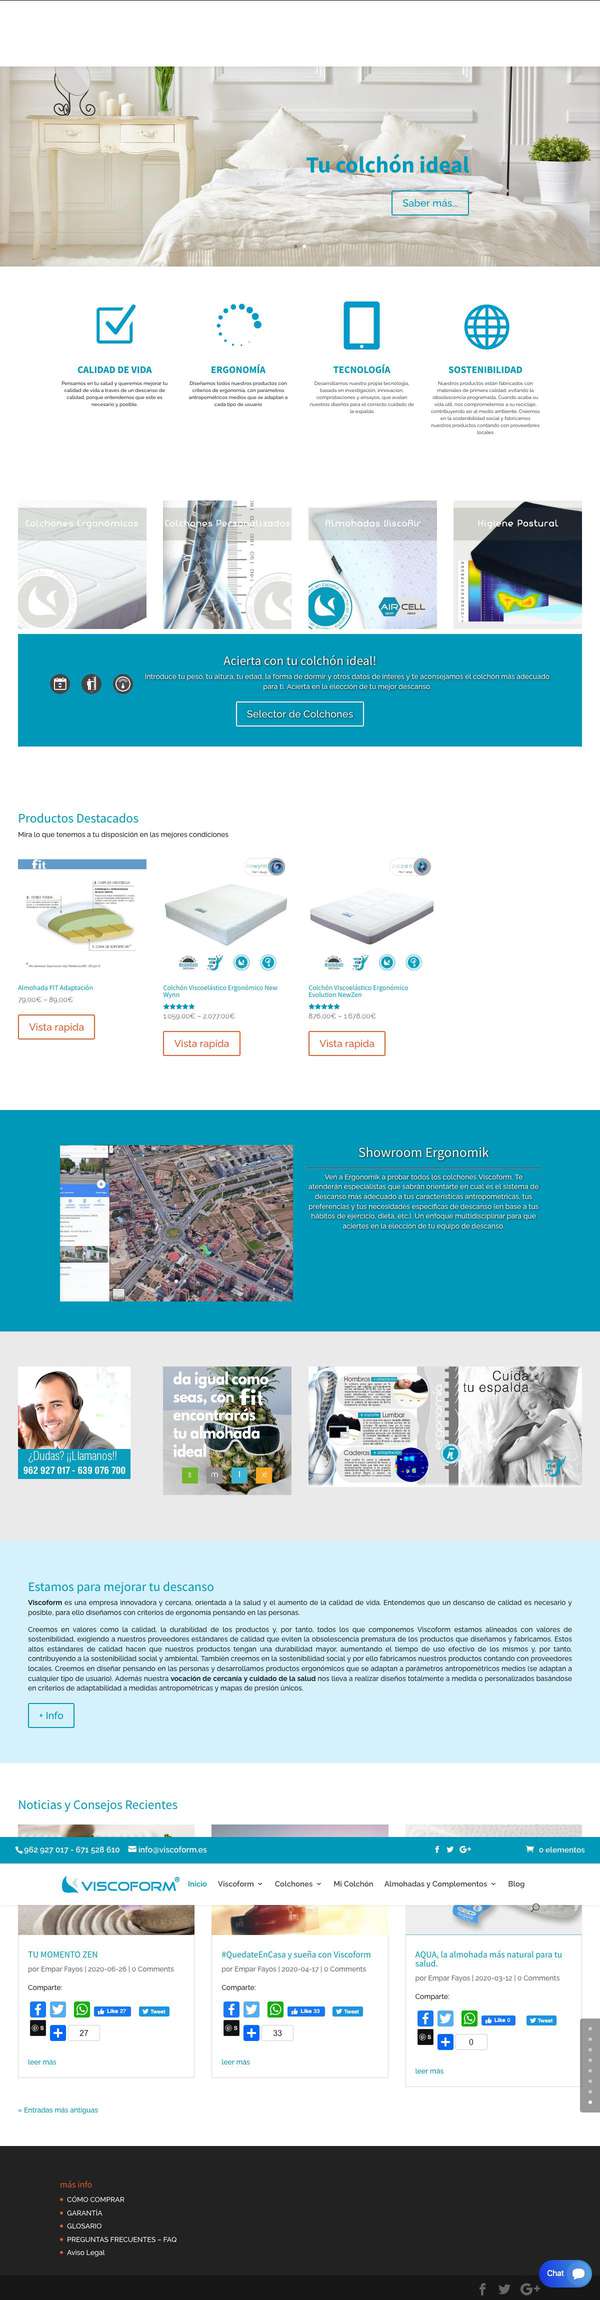 Tu colchón ideal
Saber más...
CALIDAD DE VIDA
Pensamos en tu salud y queremos mejorar tu
calidad de vida a través de un descanso de
calidad, porque entendemos que este es
necesario y posible.
ERGONOMÍA
Diseñamos todos nuestros productos con
criterios de ergonomía, con parámetros
antropométricos medios que se adaptan a
cada tipo de usuario
TECNOLOGÍA
Desarrollamos nuestra propia tecnología,
basada en investigación, innovación,
comprobaciones y ensayos, que avalan
nuestros diseños para el correcto cuidado de
la espalda.
SOSTENIBILIDAD
Nuestros productos están fabricados con
materiales de primera calidad, evitando la
obsolescencia programada. Cuando acaba su
vida útil, nos comprometemos a su reciclaje,
contribuyendo así al medio ambiente. Creemos
en la sostenibilidad social y fabricamos
nuestros productos contando con proveedores
locales
Colchones Ergonómicos
Colchones Personalizados
Almohadas ViscoAir
AIR CELL
Higiene Postural
Acierta con tu colchón ideal!
Introduce tu peso, tu altura, tu edad, la forma de dormir y otros datos de interes y te aconsejamos el colchón más adecuado
para ti. Acierta en la elección de tu mejor descanso.
Selector de Colchones
Productos Destacados
Mira lo que tenemos a tu disposición en las mejores condiciones
fit
Almohada FIT Adaptación
79,00€ – 89,00€
Vista rapida
Colchón Viscoelástico Ergonómico New
Wynn
1.059,00€ – 2.077,00€
Vista rapida
Colchón Viscoelástico Ergonómico
Evolution NewZen
876,00€ – 1.678,00€
Vista rapida
Showroom Ergonomik
Ven a Ergonomik a probar todos los colchones Viscoform. Te
atenderán especialistas que sabrán orientarte en cual es el sistema de
descanso más adecuado a tus características antropométricas, tus
preferencias y tus necesidades específicas de descanso (en base a tus
hábitos de ejercicio, dieta, etc.). Un enfoque multidisciplinar para que
aciertes en la elección de tu equipo de descanso.
¿Dudas? ¡¡Llamanos!!
962 927 017 - 639 076 700
da igual como
seas, con fit
encontrarás
tu almohada
ideal
s m l xl
Hombros
Lumbar
Caderas
Cuida
tu espalda
Estamos para mejorar tu descanso
Viscoform es una empresa innovadora y cercana, orientada a la salud y el aumento de la calidad de vida. Entendemos que un descanso de calidad es necesario y
posible, para ello diseñamos con criterios de ergonomía pensando en las personas.
Creemos en valores como la calidad, la durabilidad de los productos y, por tanto, todos los que componemos Viscoform estamos alineados con valores de
sostenibilidad, exigiendo a nuestros proveedores estándares de calidad que eviten la obsolescencia prematura de los productos que diseñamos y fabricamos. Estos
altos estándares de calidad hacen que nuestros productos tengan una durabilidad mayor, aumentando el tiempo de uso efectivo de los mismos y, por tanto,
contribuyendo a la sostenibilidad social y ambiental. También creemos en la sostenibilidad social y por ello fabricamos nuestros productos contando con proveedores
locales. Creemos en diseñar pensando en las personas y desarrollamos productos ergonómicos que se adaptan a parámetros antropométricos medios (se adaptan a
cualquier tipo de usuario). Además nuestra vocación de cercanía y cuidado de la salud nos lleva a realizar diseños totalmente a medida o personalizados basándose
en criterios de adaptabilidad a medidas antropométricas y mapas de presión únicos.
+ Info
Noticias y Consejos Recientes
962 927 017 - 671 528 610 info@viscoform.es 0 elementos
VISCOFORM® Inicio Viscoform Colchones Mi Colchón Almohadas y Complementos Blog
TU MOMENTO ZEN
por Empar Fayos | 2020-06-26 | 0 Comments
Comparte:
Like 27 Tweet
27
leer más
#QuedateEnCasa y sueña con Viscoform
por Empar Fayos | 2020-04-17 | 0 Comments
Comparte:
Like 33 Tweet
33
leer más
AQUA, la almohada más natural para tu
salud.
por Empar Fayos | 2020-03-12 | 0 Comments
Comparte:
Like 0 Tweet
0
leer más
« Entradas más antiguas
más info
CÓMO COMPRAR
GARANTÍA
GLOSARIO
PREGUNTAS FRECUENTES – FAQ
Aviso Legal
Chat